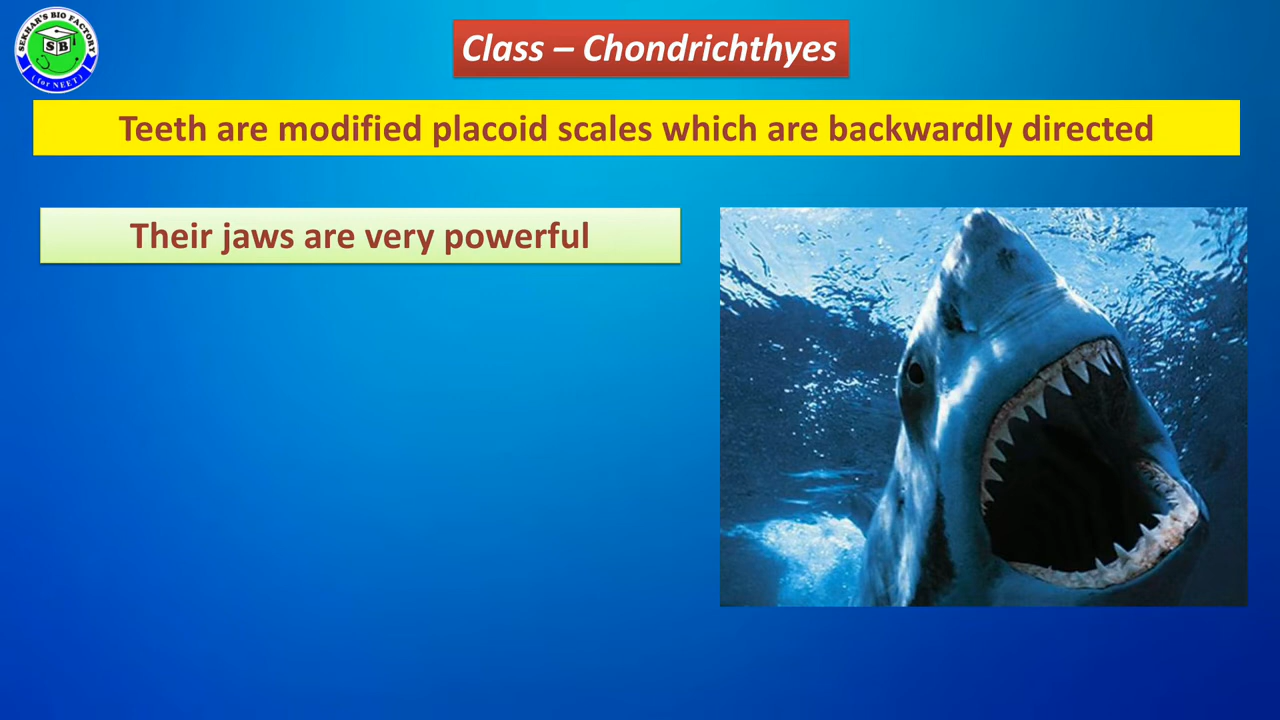 SEKHAR'S BIO FACTORY
SB
(for NEET)
Class – Chondrichthyes
Teeth are modified placoid scales which are backwardly directed
Their jaws are very powerful